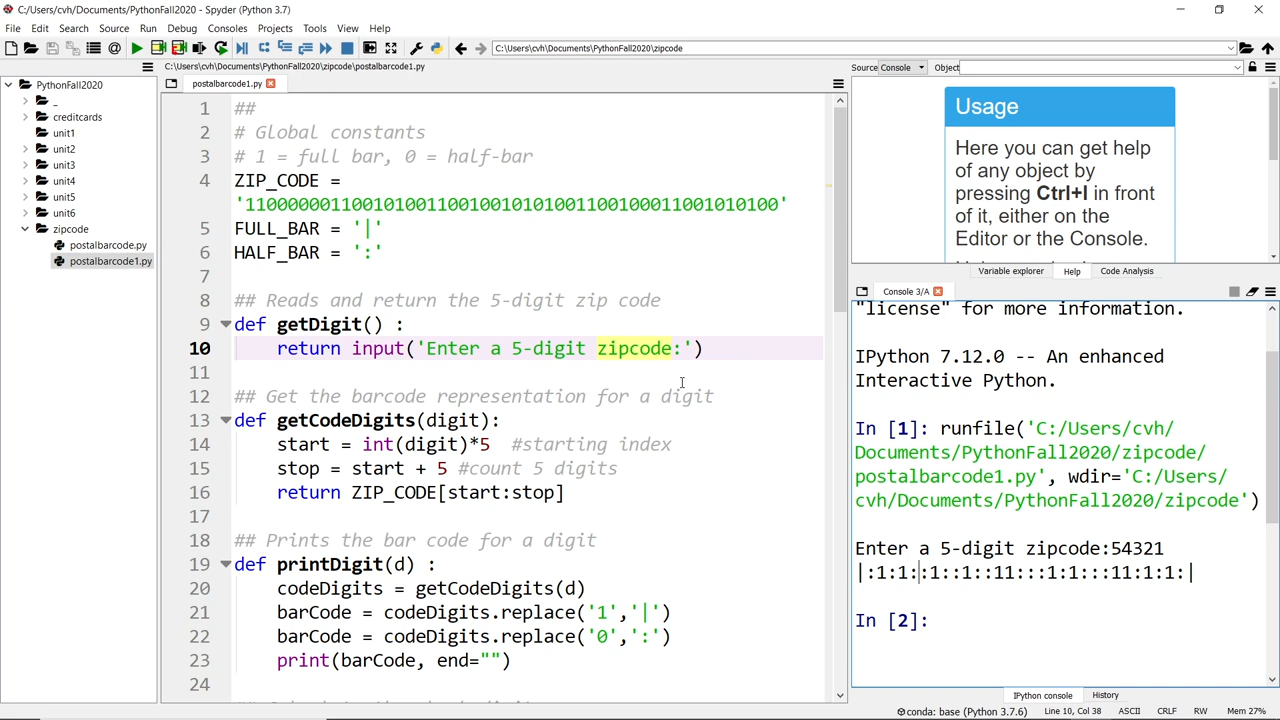 C:/Users/cvh/Documents/PythonFall2020 - Spyder (Python 3.7)
File Edit Search Source Run Debug Consoles Projects Tools View Help
C:\Users\cvh\Documents\PythonFall2020\zipcode
C:\Users\cvh\Documents\PythonFall2020\zipcode\postalbarcode1.py
Source Console Object
PythonFall2020
_
creditcards
unit1
unit2
unit3
unit4
unit5
unit6
zipcode
postalbarcode.py
postalbarcode1.py
postalbarcode1.py
1 ##
2 # Global constants
3 # 1 = full bar, 0 = half-bar
4 ZIP_CODE =
'11000000110010100110010010101001100100011001010100'
5 FULL_BAR = '|'
6 HALF_BAR = ':'
7
8 ## Reads and return the 5-digit zip code
9 def getDigit() :
10 return input('Enter a 5-digit zipcode:')
11
12 ## Get the barcode representation for a digit
13 def getCodeDigits(digit):
14 start = int(digit)*5 #starting index
15 stop = start + 5 #count 5 digits
16 return ZIP_CODE[start:stop]
17
18 ## Prints the bar code for a digit
19 def printDigit(d) :
20 codeDigits = getCodeDigits(d)
21 barCode = codeDigits.replace('1','|')
22 barCode = codeDigits.replace('0',':')
23 print(barCode, end="")
24
Usage
Here you can get help
of any object by
pressing Ctrl+I in front
of it, either on the
Editor or the Console.
Variable explorer Help Code Analysis
Console 3/A
"license" for more information.
IPython 7.12.0 -- An enhanced
Interactive Python.
In [1]: runfile('C:/Users/cvh/
Documents/PythonFall2020/zipcode/
postalbarcode1.py', wdir='C:/Users/
cvh/Documents/PythonFall2020/zipcode')
Enter a 5-digit zipcode:54321
|:1:1::1::1::11:::1:1:::11:1:1:|
In [2]:
IPython console History
conda: base (Python 3.7.6) Line 10, Col 38 ASCII CRLF RW Mem 27%